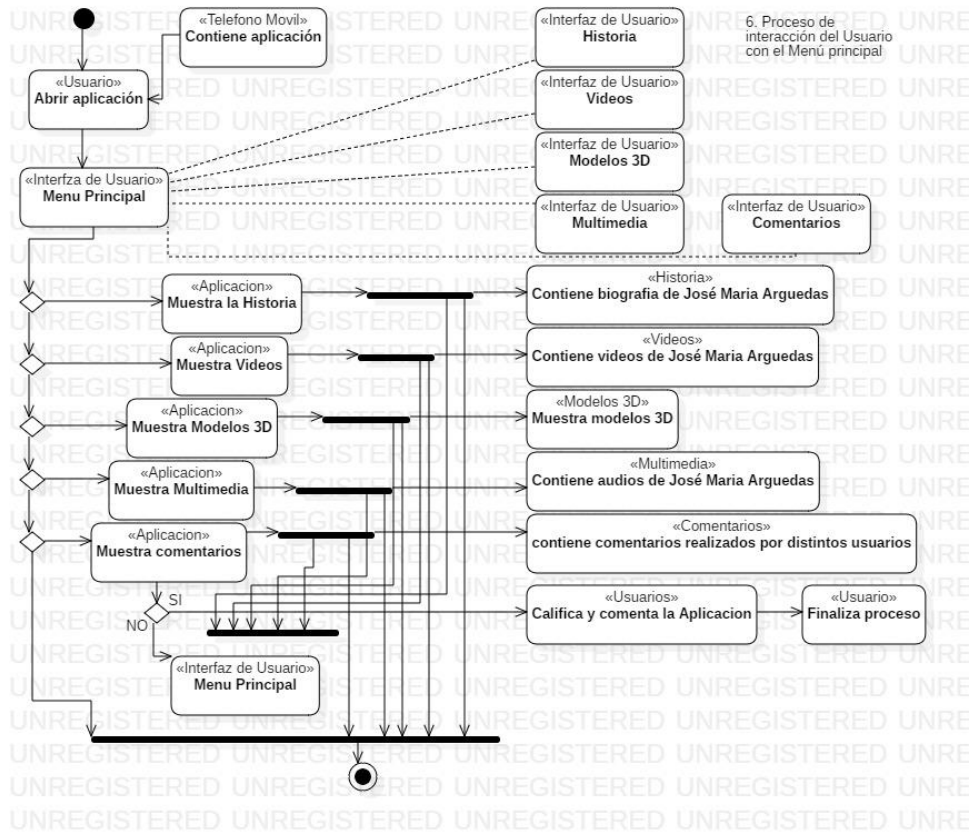 «Telefono Movil»
Contiene aplicación
«Interfaz de Usuario»
Historia
6. Proceso de
interacción del Usuario
con el Menú principal
«Usuario»
Abrir aplicación
«Interfaz de Usuario»
Videos
«Interfaz de Usuario»
Modelos 3D
«Interfza de Usuario»
Menu Principal
«Interfaz de Usuario»
Multimedia
«Interfaz de Usuario»
Comentarios
«Aplicacion»
Muestra la Historia
«Historia»
Contiene biografia de José Maria Arguedas
«Aplicacion»
Muestra Videos
«Videos»
Contiene videos de José Maria Arguedas
«Aplicacion»
Muestra Modelos 3D
«Modelos 3D»
Muestra modelos 3D
«Aplicacion»
Muestra Multimedia
«Multimedia»
Contiene audios de José Maria Arguedas
«Aplicacion»
Muestra comentarios
«Comentarios»
contiene comentarios realizados por distintos usuarios
SI
NO
«Usuarios»
Califica y comenta la Aplicacion
«Usuario»
Finaliza proceso
«Interfaz de Usuario»
Menu Principal
UNREGISTERED UNREGISTERED UNREGISTERED UNREGISTERED UNRE